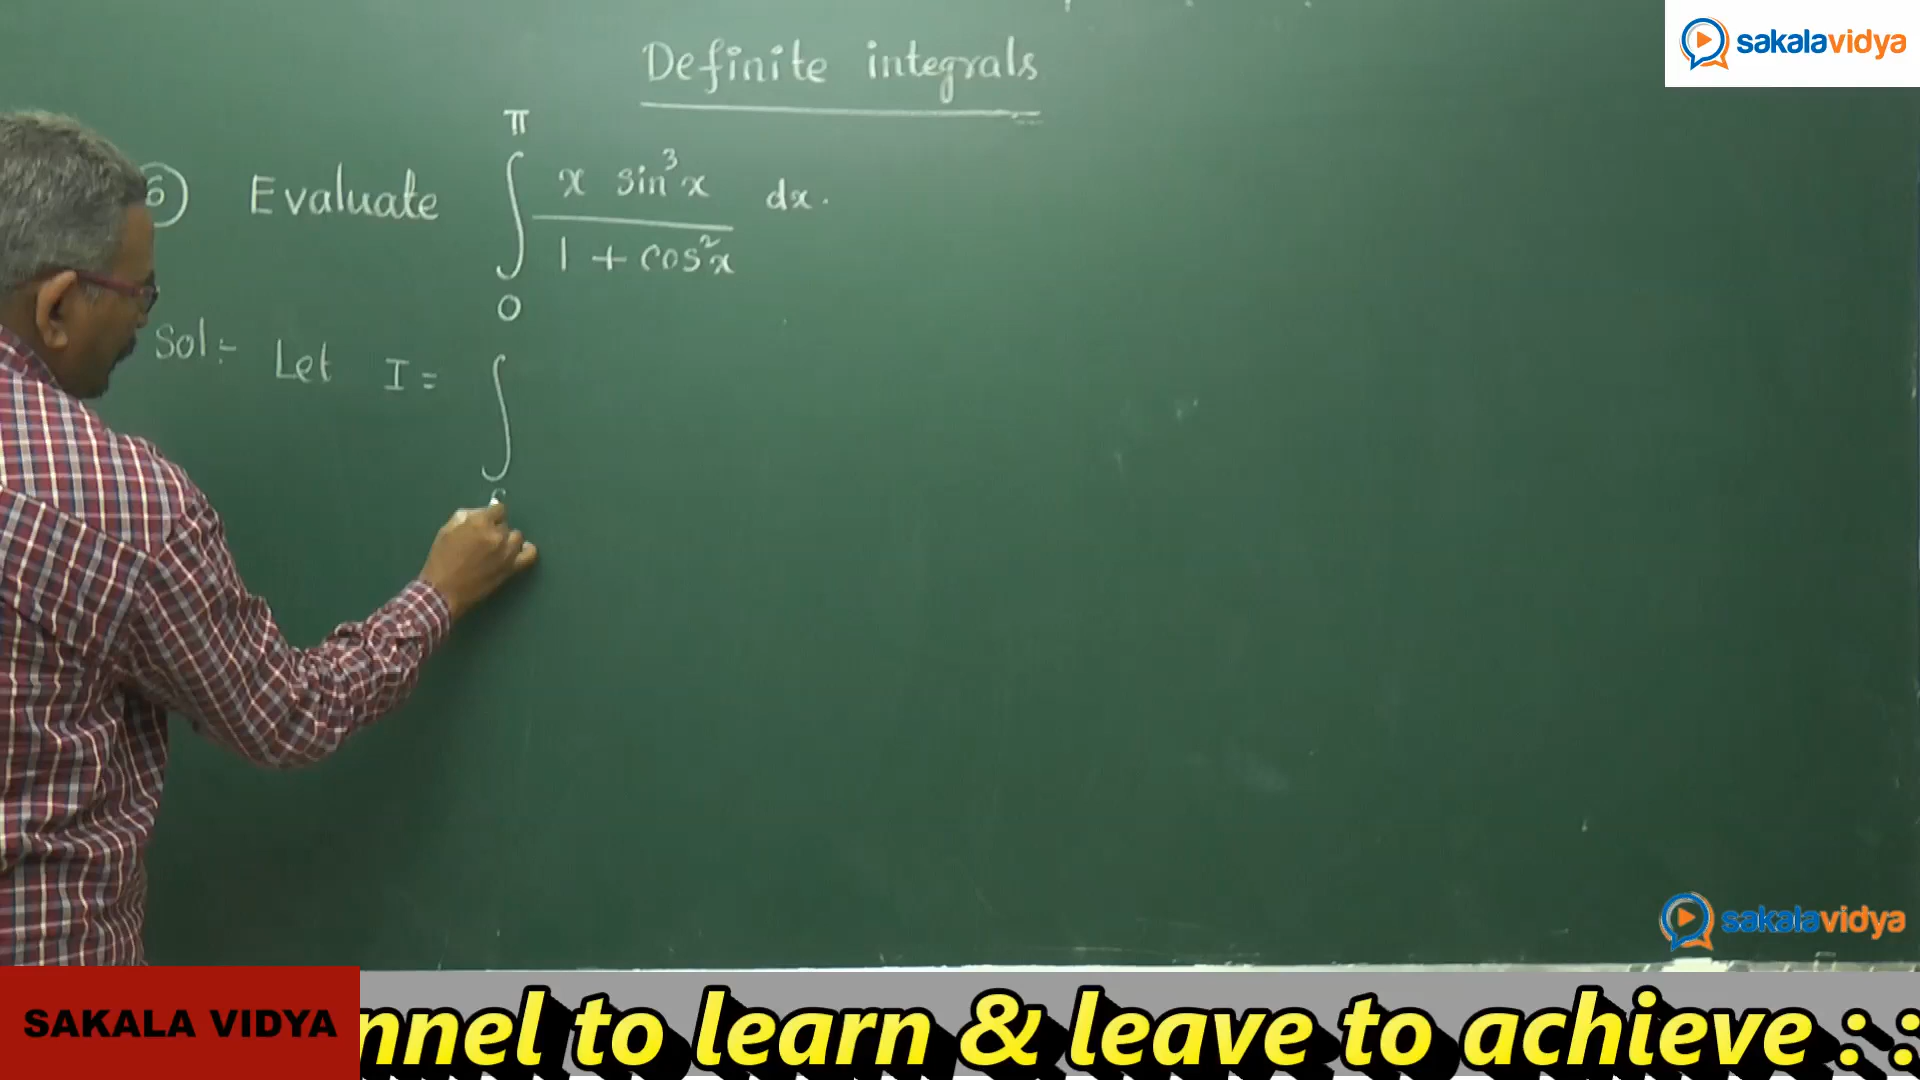 sakalavidya
Definite integrals
6 Evaluate ∫₀^π x sin³x / 1 + cos²x dx.
Sol:- Let I = ∫
sakalavidya
SAKALA VIDYA
nnel to learn & leave to achieve : :